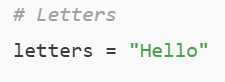 # Letters
letters = "Hello"